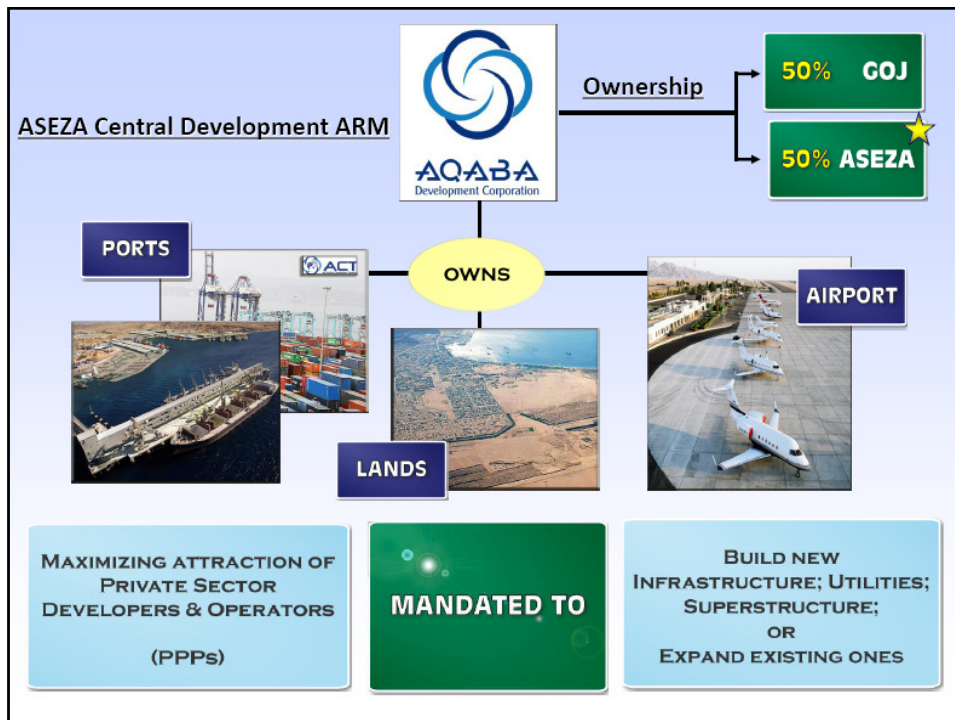 ASEZA Central Development ARM
AQABA
Development Corporation
Ownership
50% GOJ
50% ASEZA
PORTS
ACT
OWNS
AIRPORT
LANDS
MAXIMIZING ATTRACTION OF
PRIVATE SECTOR
DEVELOPERS & OPERATORS
(PPPS)
MANDATED TO
BUILD NEW
INFRASTRUCTURE; UTILITIES;
SUPERSTRUCTURE;
OR
EXPAND EXISTING ONES